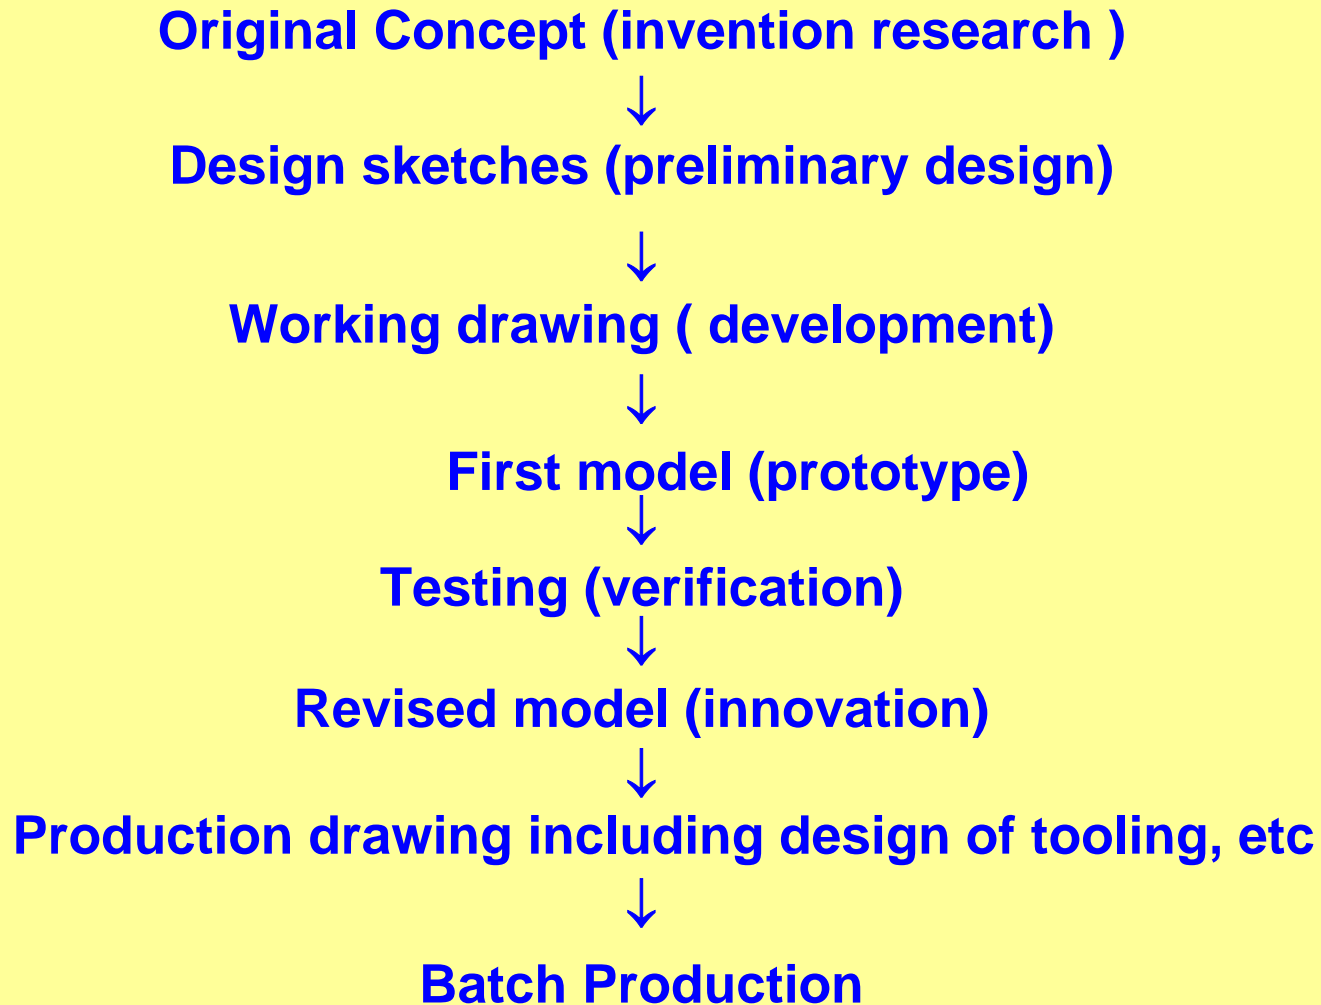 Original Concept (invention research )
↓
Design sketches (preliminary design)
↓
Working drawing ( development)
↓
First model (prototype)
↓
Testing (verification)
↓
Revised model (innovation)
↓
Production drawing including design of tooling, etc
↓
Batch Production